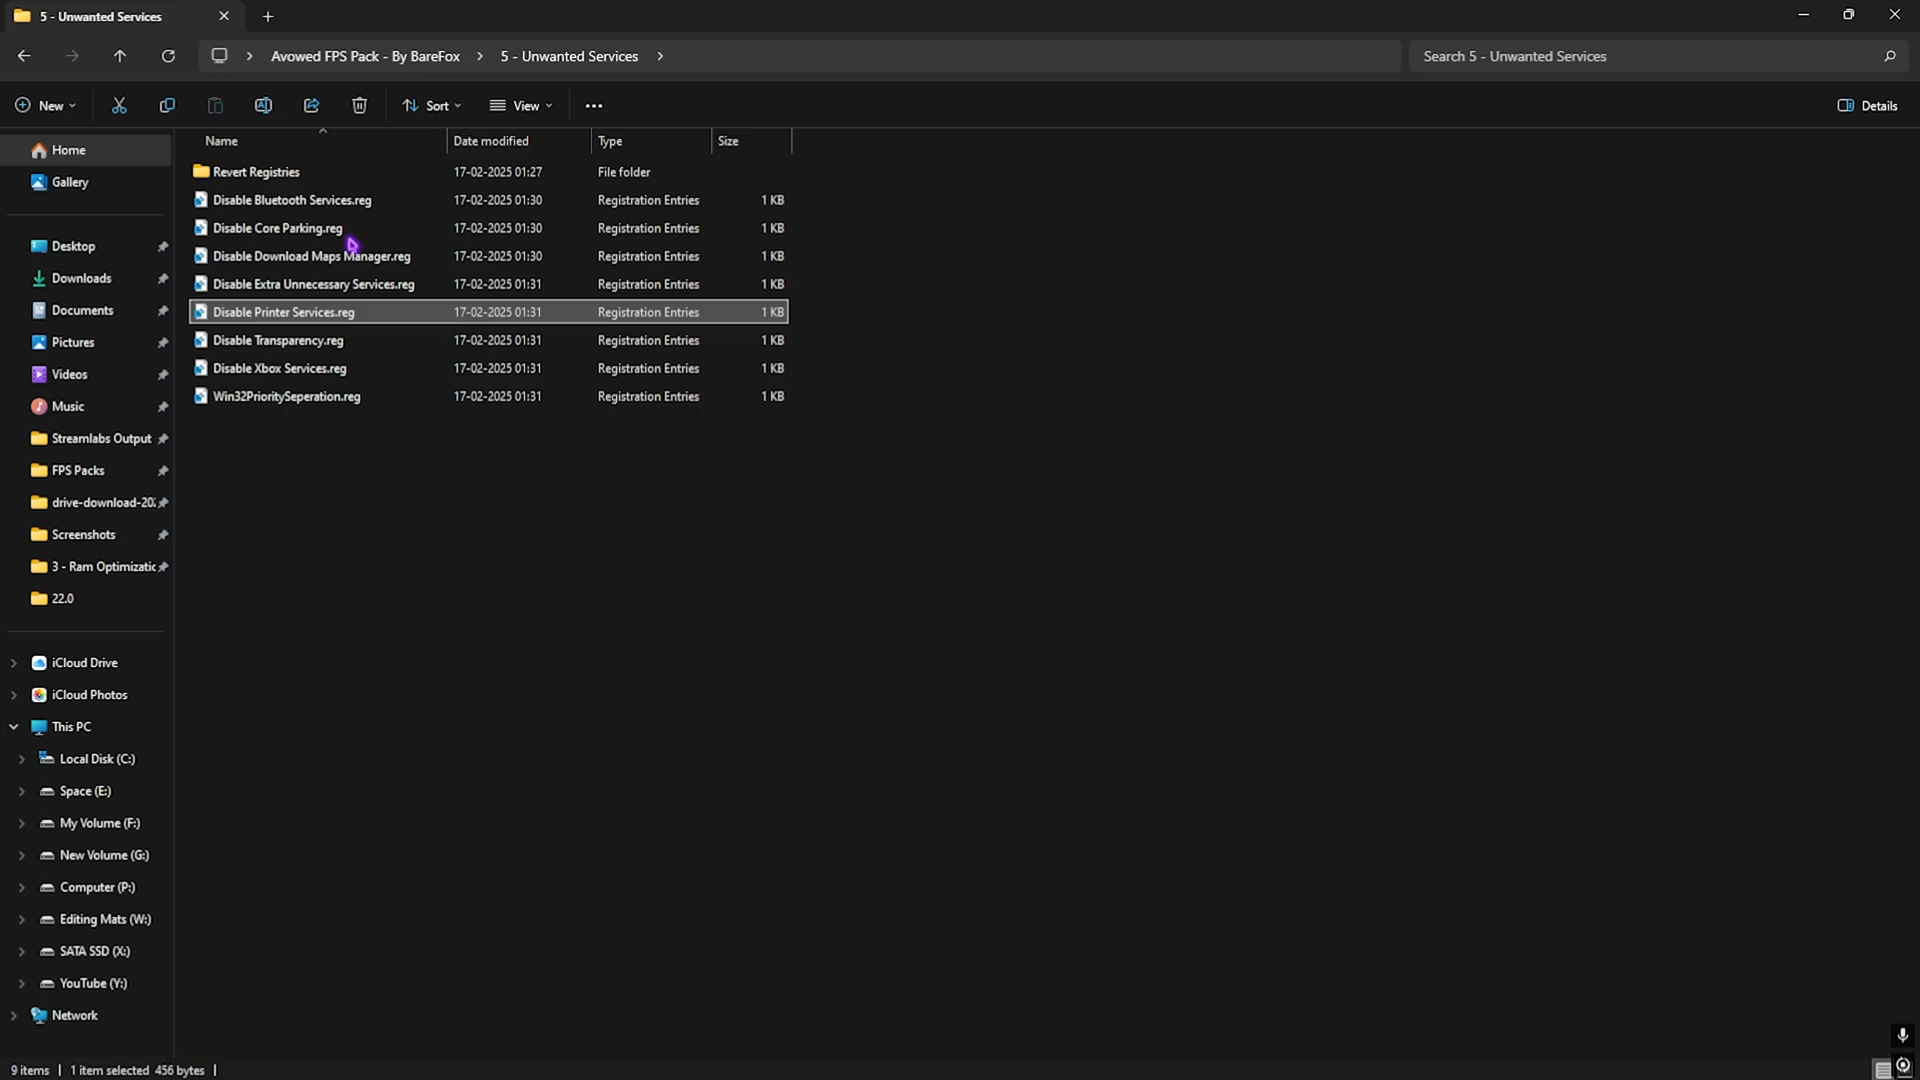 5 - Unwanted Services
Avowed FPS Pack - By BareFox > 5 - Unwanted Services >
Search 5 - Unwanted Services
New
Sort
View
Details
Name
Date modified
Type
Size
Home
Gallery
Desktop
Downloads
Documents
Pictures
Videos
Music
Streamlabs Output
FPS Packs
drive-download-20
Screenshots
3 - Ram Optimizatic
22.0
iCloud Drive
iCloud Photos
This PC
Local Disk (C:)
Space (E:)
My Volume (F:)
New Volume (G:)
Computer (P:)
Editing Mats (W:)
SATA SSD (X:)
YouTube (Y:)
Network
Revert Registries 17-02-2025 01:27 File folder
Disable Bluetooth Services.reg 17-02-2025 01:30 Registration Entries 1 KB
Disable Core Parking.reg 17-02-2025 01:30 Registration Entries 1 KB
Disable Download Maps Manager.reg 17-02-2025 01:30 Registration Entries 1 KB
Disable Extra Unnecessary Services.reg 17-02-2025 01:31 Registration Entries 1 KB
Disable Printer Services.reg 17-02-2025 01:31 Registration Entries 1 KB
Disable Transparency.reg 17-02-2025 01:31 Registration Entries 1 KB
Disable Xbox Services.reg 17-02-2025 01:31 Registration Entries 1 KB
Win32PrioritySeperation.reg 17-02-2025 01:31 Registration Entries 1 KB
9 items | 1 item selected 456 bytes |